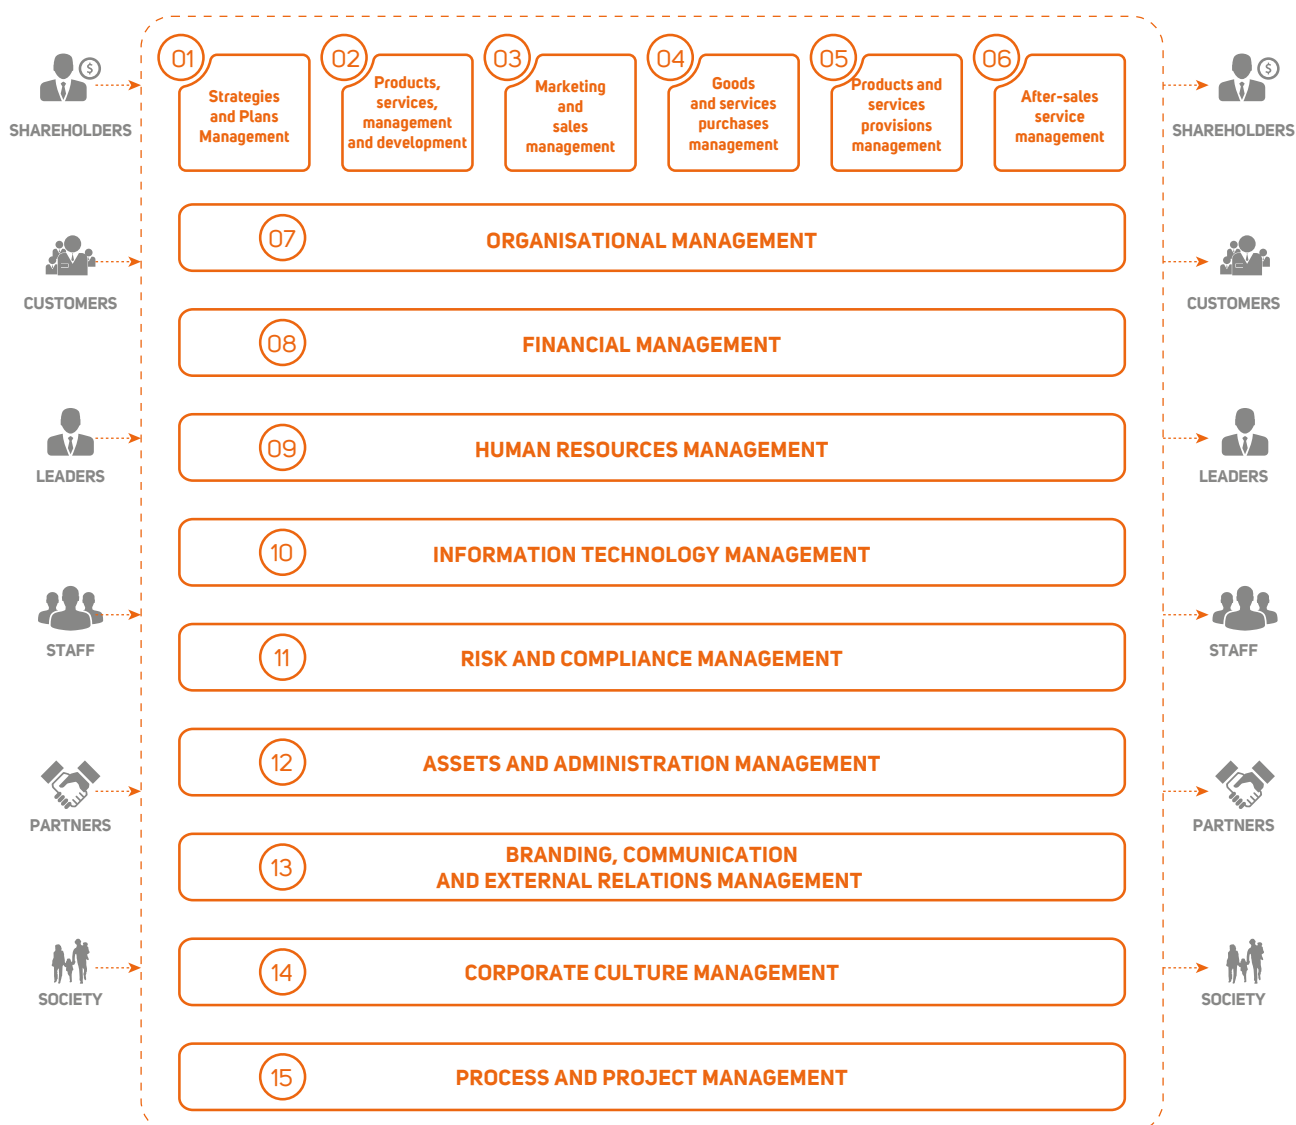 01
Strategies
and Plans
Management
02
Products,
services,
management
and development
03
Marketing
and
sales
management
04
Goods
and services
purchases
management
05
Products and
services
provisions
management
06
After-sales
service
management
$
SHAREHOLDERS
$
SHAREHOLDERS
07
ORGANISATIONAL MANAGEMENT
CUSTOMERS
CUSTOMERS
08
FINANCIAL MANAGEMENT
09
HUMAN RESOURCES MANAGEMENT
LEADERS
LEADERS
10
INFORMATION TECHNOLOGY MANAGEMENT
STAFF
STAFF
11
RISK AND COMPLIANCE MANAGEMENT
12
ASSETS AND ADMINISTRATION MANAGEMENT
PARTNERS
PARTNERS
13
BRANDING, COMMUNICATION
AND EXTERNAL RELATIONS MANAGEMENT
14
CORPORATE CULTURE MANAGEMENT
SOCIETY
SOCIETY
15
PROCESS AND PROJECT MANAGEMENT